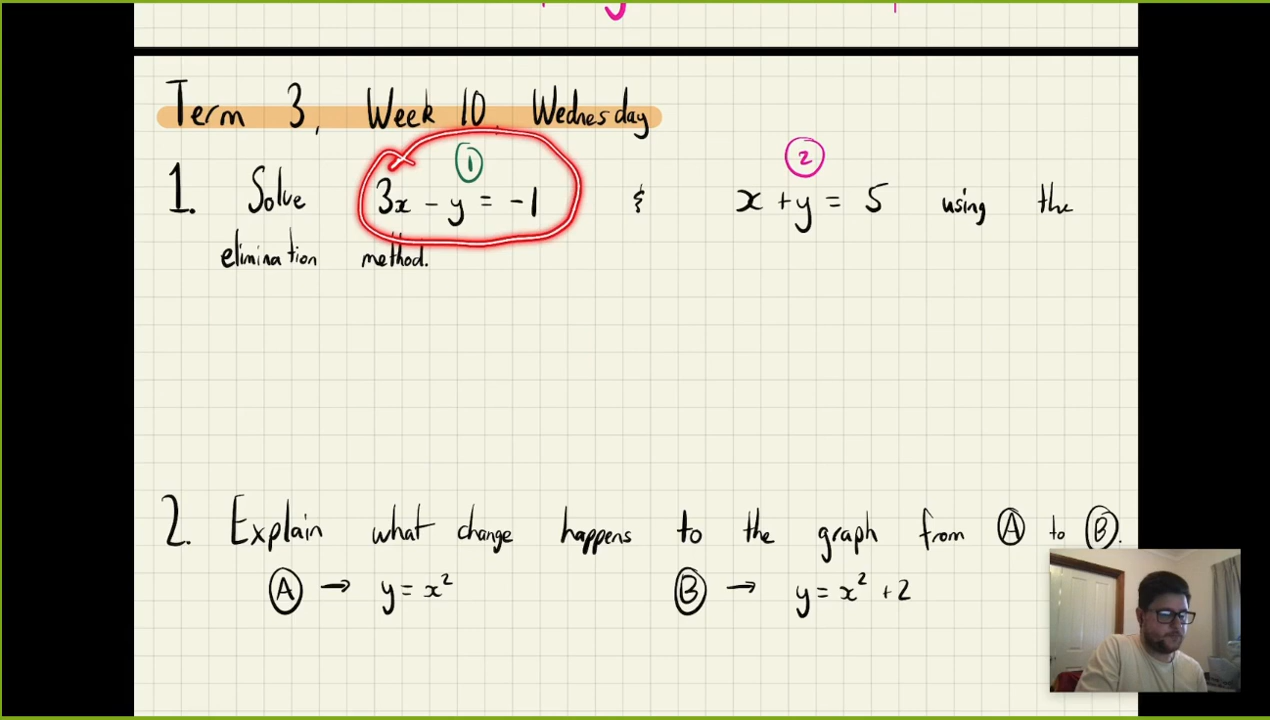 Term 3, Week 10, Wednesday
① ②
1. Solve 3x - y = -1 & x + y = 5 using the
elimination method.
2. Explain what change happens to the graph from Ⓐ to Ⓑ.
Ⓐ → y = x² Ⓑ → y = x² + 2